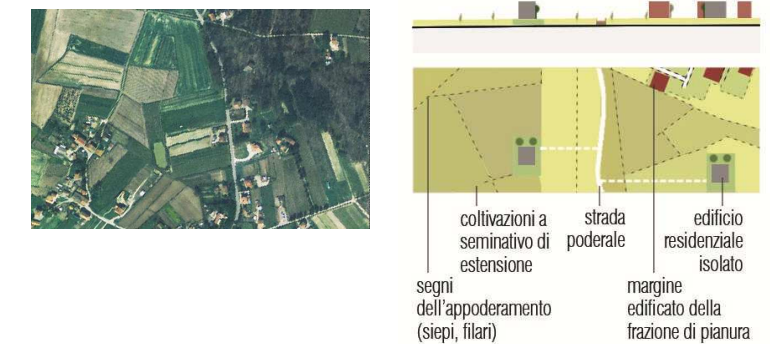 coltivazioni a
seminativo di
estensione
strada
poderale
edificio
residenziale
isolato
segni
dell'appoderamento
(siepi, filari)
margine
edificato della
frazione di pianura